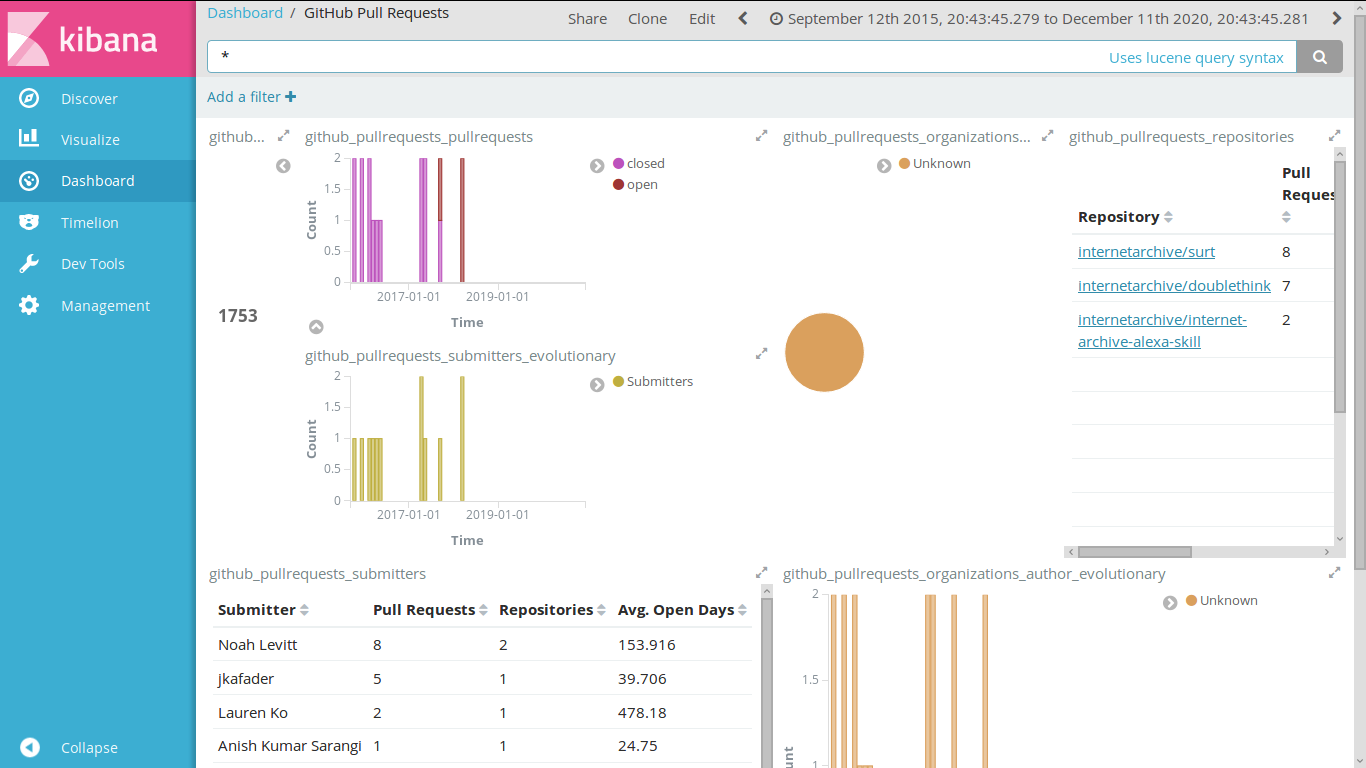 kibana
Discover
Visualize
Dashboard
Timelion
Dev Tools
Management
Collapse
Dashboard / GitHub Pull Requests
Share Clone Edit September 12th 2015, 20:43:45.279 to December 11th 2020, 20:43:45.281
* Uses lucene query syntax
Add a filter +
github...
1753
github_pullrequests_pullrequests
2
1.5
1
0.5
0
Count
2017-01-01 2019-01-01
Time
closed
open
github_pullrequests_submitters_evolutionary
2
1.5
1
0.5
0
Count
2017-01-01 2019-01-01
Time
Submitters
github_pullrequests_organizations...
Unknown
github_pullrequests_repositories
Pull
Reques
Repository
internetarchive/surt 8
internetarchive/doublethink 7
internetarchive/internet- 2
archive-alexa-skill
github_pullrequests_submitters
Submitter Pull Requests Repositories Avg. Open Days
Noah Levitt 8 2 153.916
jkafader 5 1 39.706
Lauren Ko 2 1 478.18
Anish Kumar Sarangi 1 1 24.75
github_pullrequests_organizations_author_evolutionary
2
1.5
1
unt
Unknown